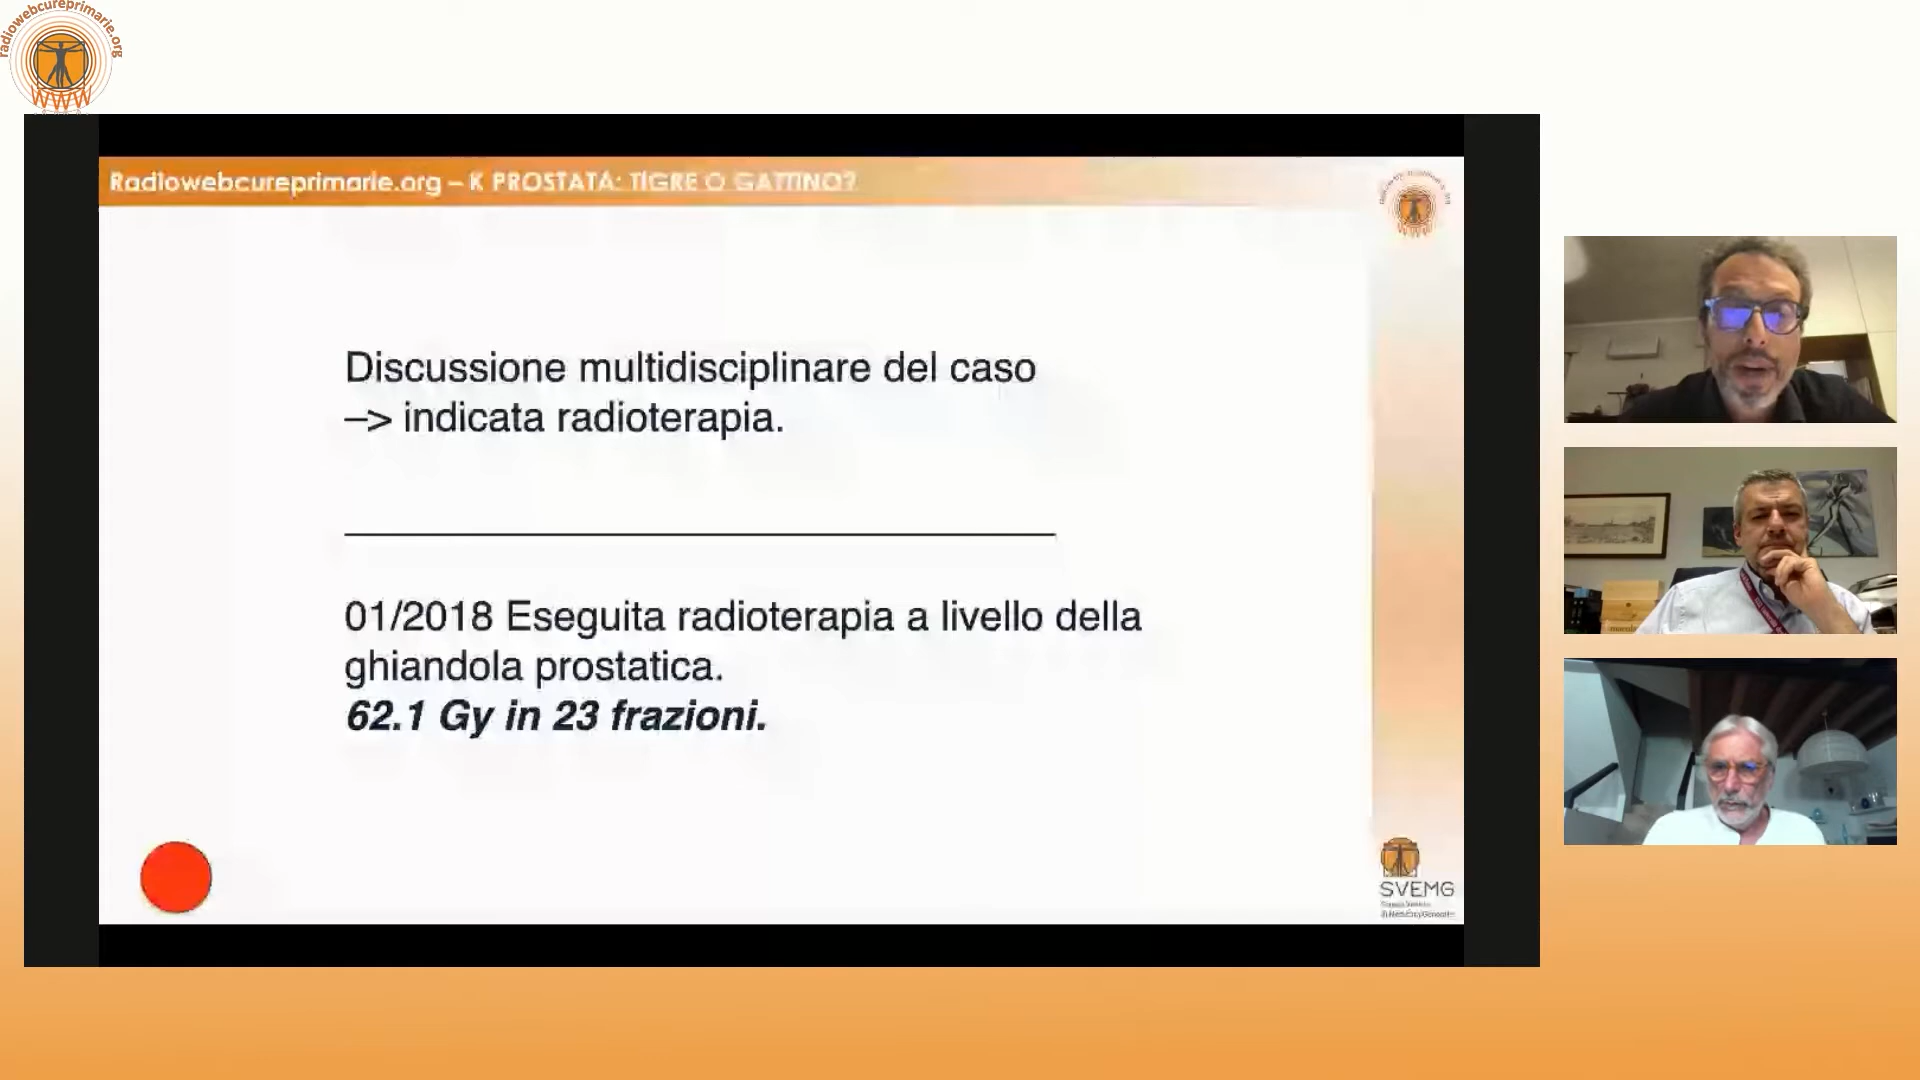 radiowebcureprimarie.org
WWW
Radiowebcureprimarie.org – K PROSTATA: TIGRE O GATTINO?
Discussione multidisciplinare del caso
–> indicata radioterapia.
01/2018 Eseguita radioterapia a livello della
ghiandola prostatica.
62.1 Gy in 23 frazioni.
SVEMG